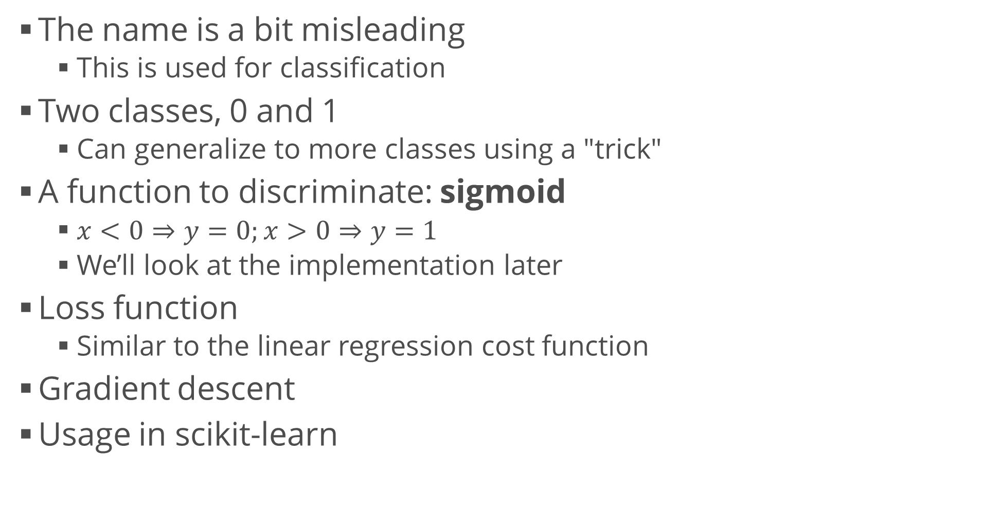 ▪ The name is a bit misleading
▪ This is used for classification
▪ Two classes, 0 and 1
▪ Can generalize to more classes using a "trick"
▪ A function to discriminate: sigmoid
▪ 𝑥 < 0 ⇒ 𝑦 = 0; 𝑥 > 0 ⇒ 𝑦 = 1
▪ We’ll look at the implementation later
▪ Loss function
▪ Similar to the linear regression cost function
▪ Gradient descent
▪ Usage in scikit-learn